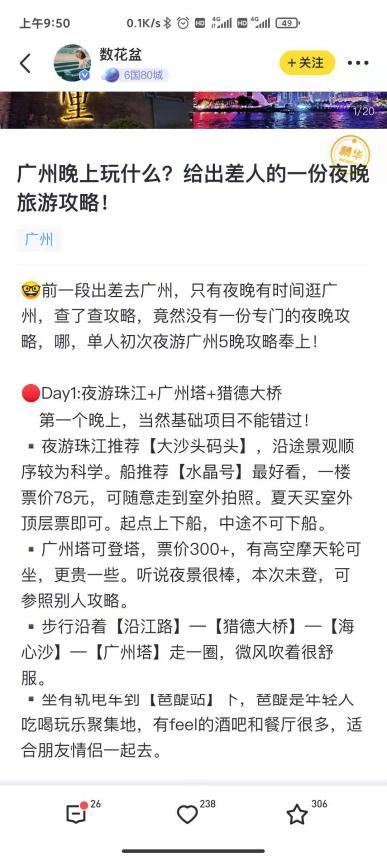 上午9:50
0.1K/s
HD
4G
HD
4G
49
数花盆
6国80城
+关注
里
1/20
精华
广州晚上玩什么？给出差人的一份夜晚
旅游攻略！
广州
🤓前一段出差去广州，只有夜晚有时间逛广
州，查了查攻略，竟然没有一份专门的夜晚攻
略，哪，单人初次夜游广州5晚攻略奉上！
🔴Day1:夜游珠江+广州塔+猎德大桥
第一个晚上，当然基础项目不能错过！
▪夜游珠江推荐【大沙头码头】，沿途景观顺
序较为科学。船推荐【水晶号】最好看，一楼
票价78元，可随意走到室外拍照。夏天买室外
顶层票即可。起点上下船，中途不可下船。
▪广州塔可登塔，票价300+，有高空摩天轮可
坐，更贵一些。听说夜景很棒，本次未登，可
参照别人攻略。
▪步行沿着【沿江路】—【猎德大桥】—【海
心沙】—【广州塔】走一圈，微风吹着很舒
服。
▪坐有轨电车到【琶醍站】下，琶醍是年轻人
吃喝玩乐聚集地，有feel的酒吧和餐厅很多，适
合朋友情侣一起去。
26
238
306